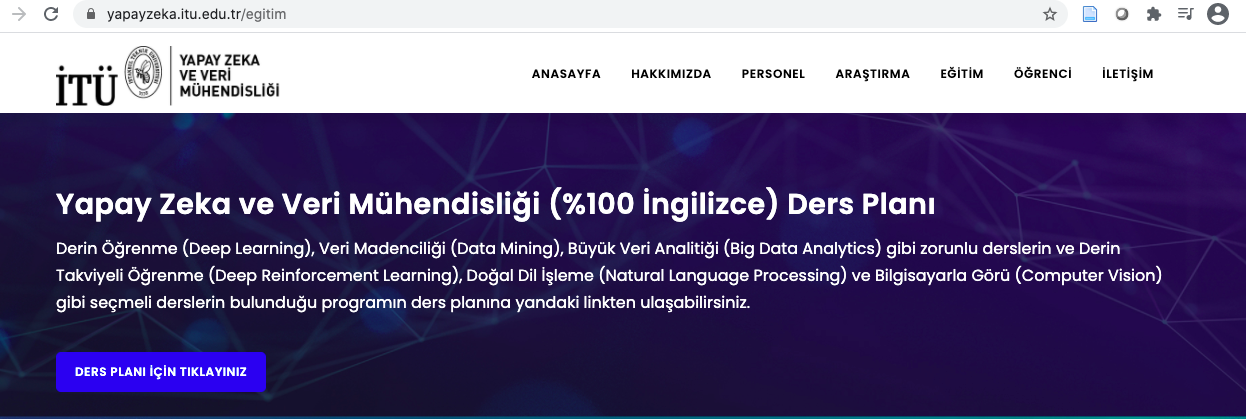 yapayzeka.itu.edu.tr/egitim
İTÜ
YAPAY ZEKA
VE VERİ
MÜHENDİSLİĞİ
ANASAYFA HAKKIMIZDA PERSONEL ARAŞTIRMA EĞİTİM ÖĞRENCİ İLETİŞİM
Yapay Zeka ve Veri Mühendisliği (%100 İngilizce) Ders Planı
Derin Öğrenme (Deep Learning), Veri Madenciliği (Data Mining), Büyük Veri Analitiği (Big Data Analytics) gibi zorunlu derslerin ve Derin
Takviyeli Öğrenme (Deep Reinforcement Learning), Doğal Dil İşleme (Natural Language Processing) ve Bilgisayarla Görü (Computer Vision)
gibi seçmeli derslerin bulunduğu programın ders planına yandaki linkten ulaşabilirsiniz.
DERS PLANI İÇİN TIKLAYINIZ